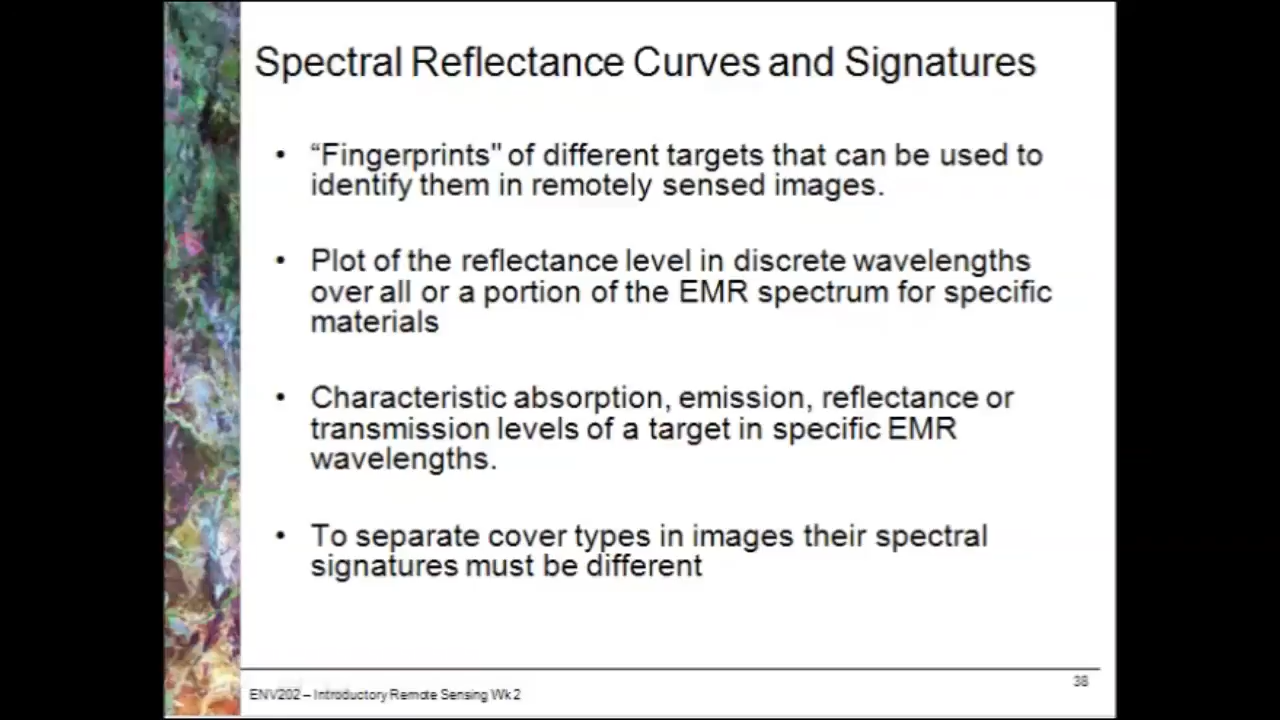 Spectral Reflectance Curves and Signatures
• “Fingerprints" of different targets that can be used to
identify them in remotely sensed images.
• Plot of the reflectance level in discrete wavelengths
over all or a portion of the EMR spectrum for specific
materials
• Characteristic absorption, emission, reflectance or
transmission levels of a target in specific EMR
wavelengths.
• To separate cover types in images their spectral
signatures must be different
38
ENV202 – Introductory Remote Sensing Wk 2